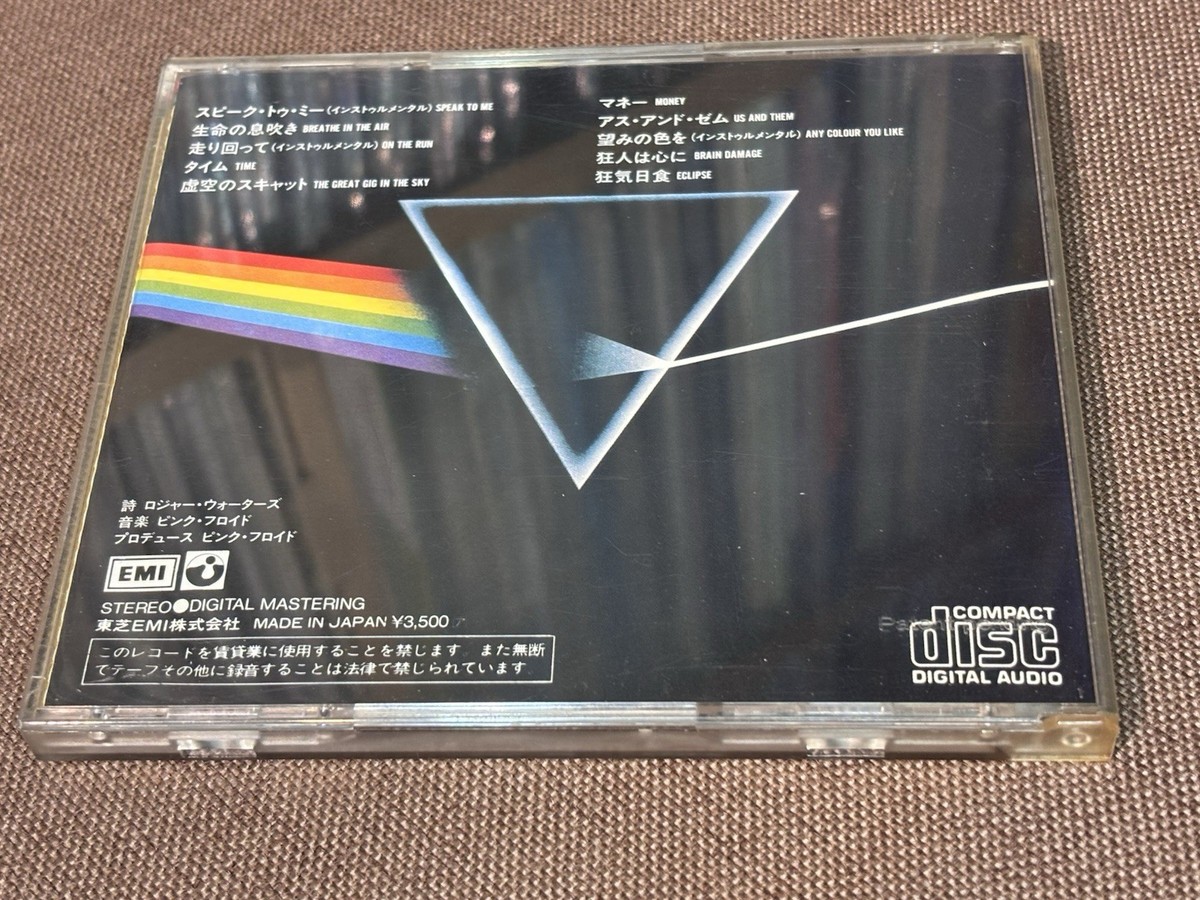 スピーク・トゥ・ミー(インストゥルメンタル) SPEAK TO ME
生命の息吹き BREATHE IN THE AIR
走り回って(インストゥルメンタル) ON THE RUN
タイム TIME
虚空のスキャット THE GREAT GIG IN THE SKY
マネー MONEY
アス・アンド・ゼム US AND THEM
望みの色を(インストゥルメンタル) ANY COLOUR YOU LIKE
狂人は心に BRAIN DAMAGE
狂気日食 ECLIPSE
詩 ロジャー・ウォーターズ
音楽 ピンク・フロイド
プロデュース ピンク・フロイド
EMI
STEREO●DIGITAL MASTERING
東芝EMI株式会社 MADE IN JAPAN ¥3,500
このレコードを賃貸業に使用することを禁じます また無断
でテープその他に録音することは法律で禁じられています
COMPACT
disc
DIGITAL AUDIO